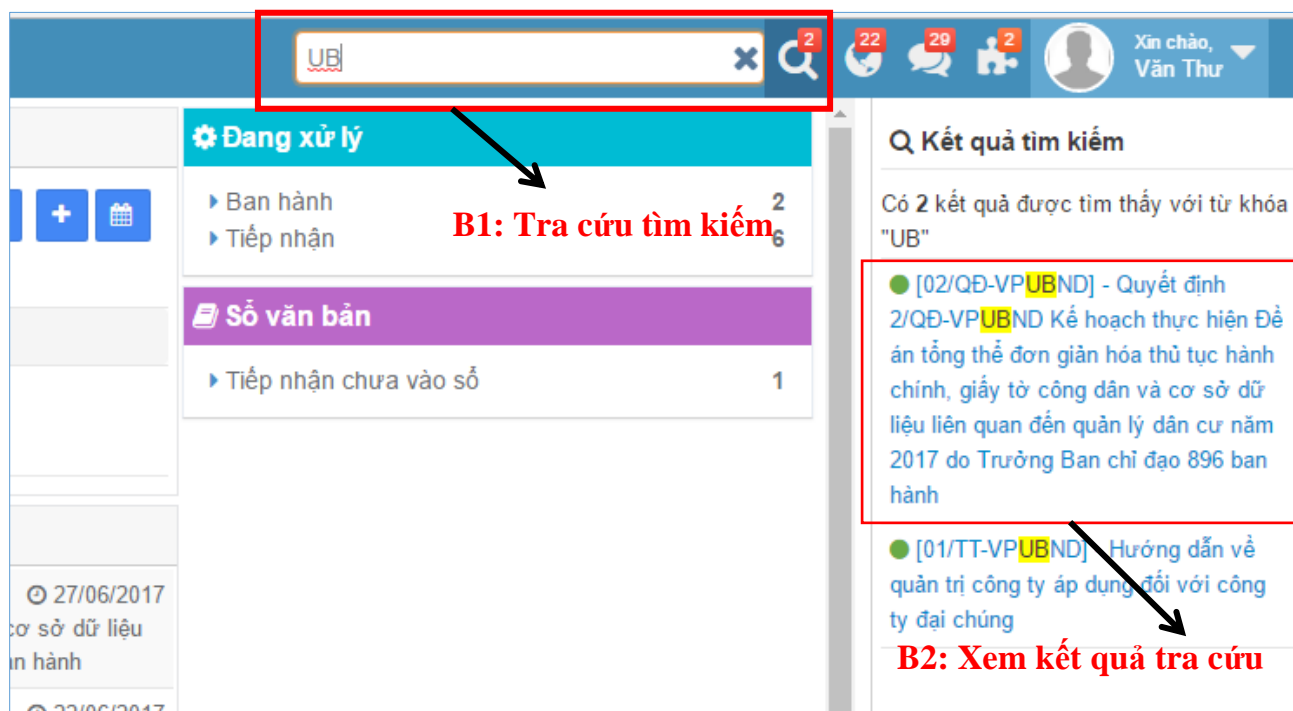 UB
2
22
29
2
Xin chào,
Văn Thư
Đang xử lý
Ban hành 2
Tiếp nhận 6
B1: Tra cứu tìm kiếm
Sổ văn bản
Tiếp nhận chưa vào sổ 1
27/06/2017
cơ sở dữ liệu
hành
Kết quả tìm kiếm
Có 2 kết quả được tìm thấy với từ khóa
"UB"
[02/QĐ-VPUBND] - Quyết định
2/QĐ-VPUBND Kế hoạch thực hiện Đề
án tổng thể đơn giản hóa thủ tục hành
chính, giấy tờ công dân và cơ sở dữ
liệu liên quan đến quản lý dân cư năm
2017 do Trưởng Ban chỉ đạo 896 ban
hành
[01/TT-VPUBND] - Hướng dẫn về
quản trị công ty áp dụng đối với công
ty đại chúng
B2: Xem kết quả tra cứu